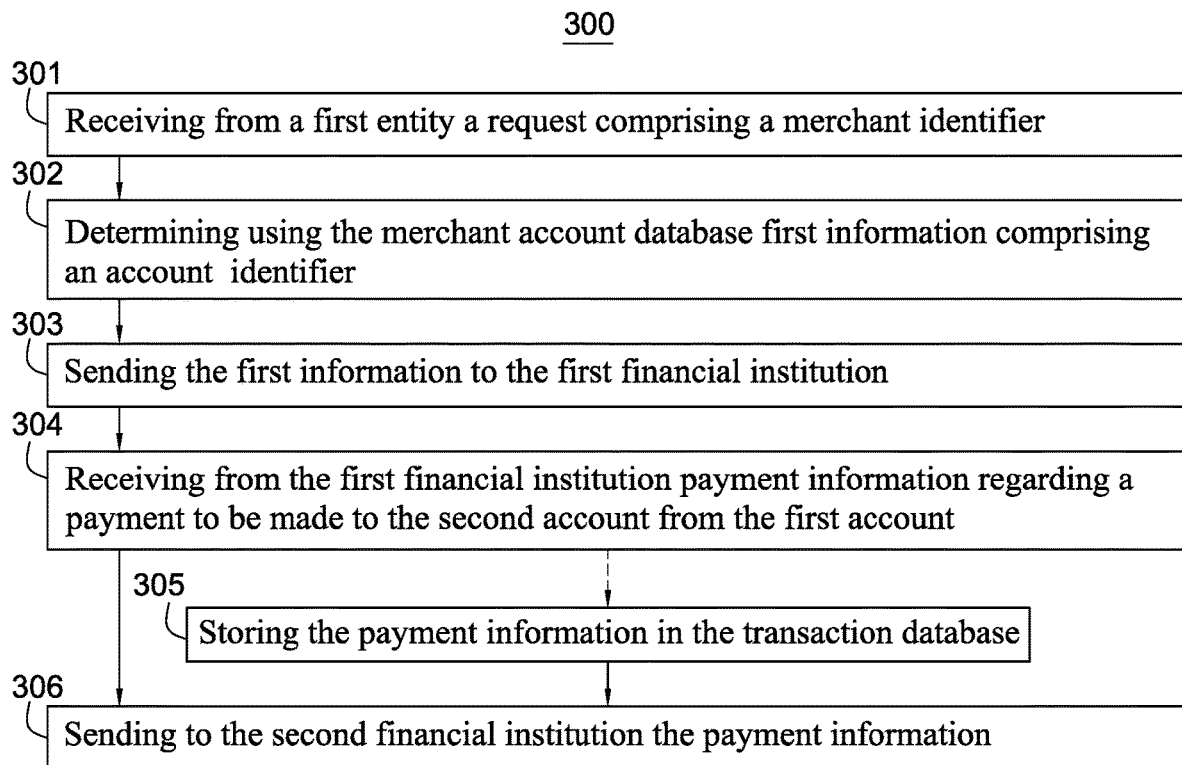 300
301
Receiving from a first entity a request comprising a merchant identifier
302
Determining using the merchant account database first information comprising
an account identifier
303
Sending the first information to the first financial institution
304
Receiving from the first financial institution payment information regarding a
payment to be made to the second account from the first account
305
Storing the payment information in the transaction database
306
Sending to the second financial institution the payment information